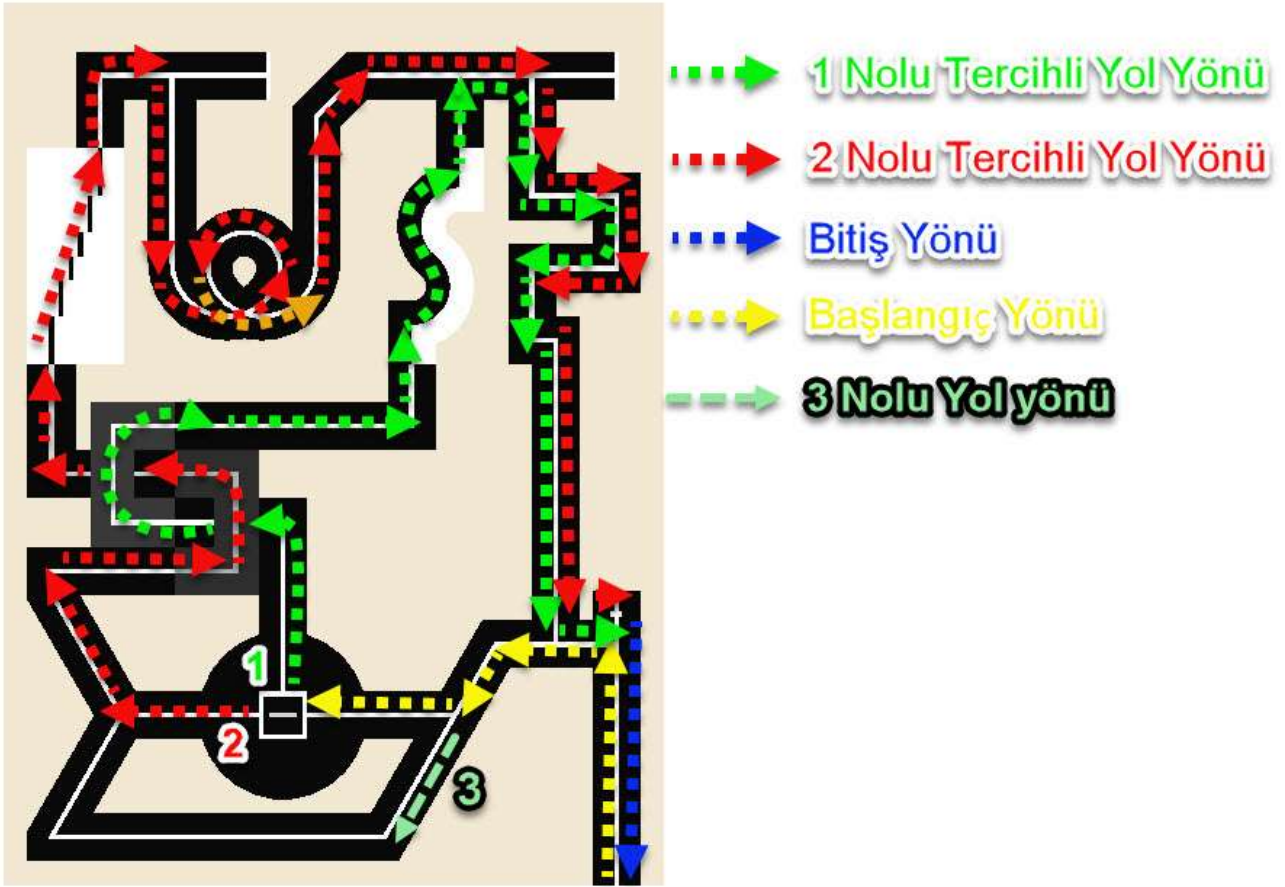 1 Nolu Tercihli Yol Yönü
2 Nolu Tercihli Yol Yönü
Bitiş Yönü
Başlangıç Yönü
3 Nolu Yol yönü
1
2
3